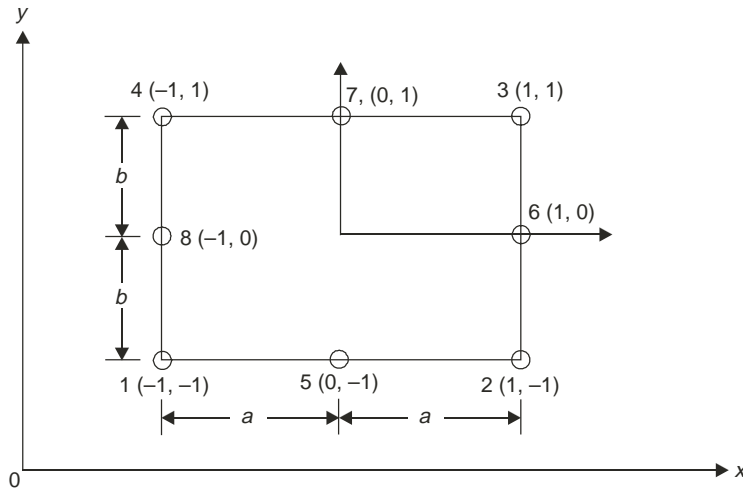 y
4 (–1, 1)
7, (0, 1)
3 (1, 1)
b
6 (1, 0)
8 (–1, 0)
b
1 (–1, –1)
5 (0, –1)
2 (1, –1)
a
a
0
x